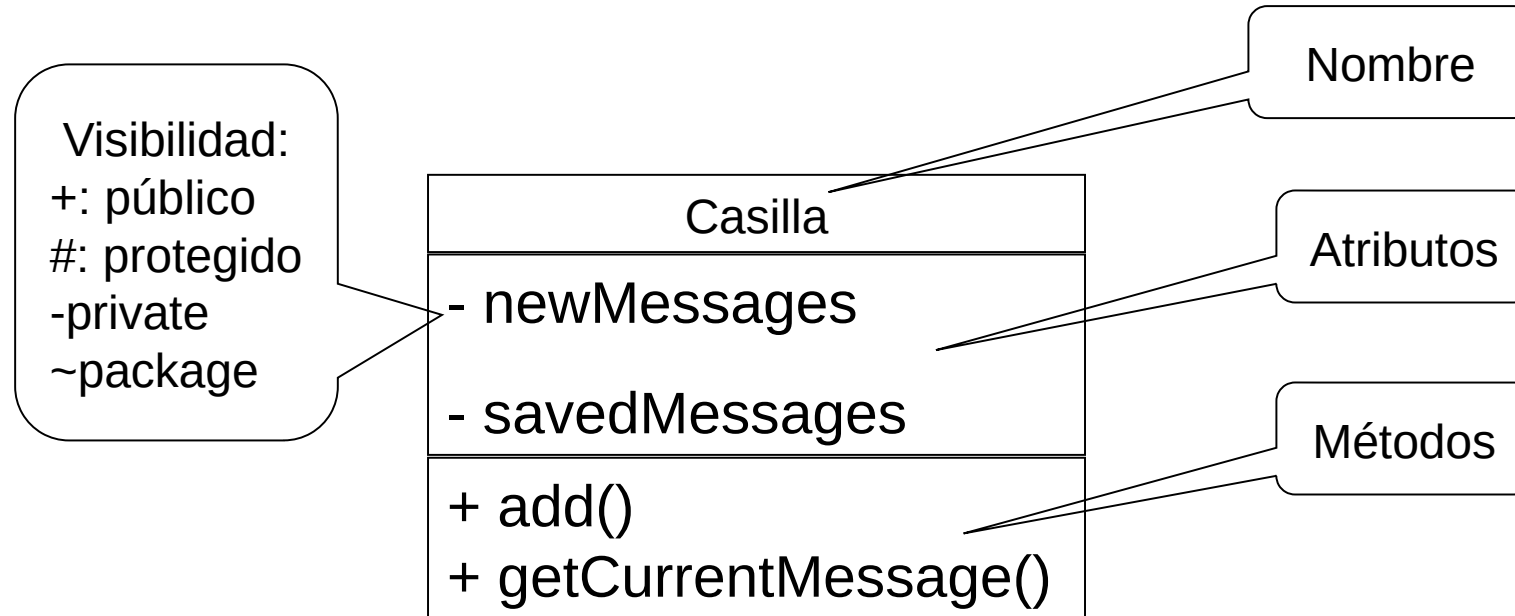 Nombre
Visibilidad:
+: público
#: protegido
-private
~package
Casilla
Atributos
- newMessages
- savedMessages
Métodos
+ add()
+ getCurrentMessage()